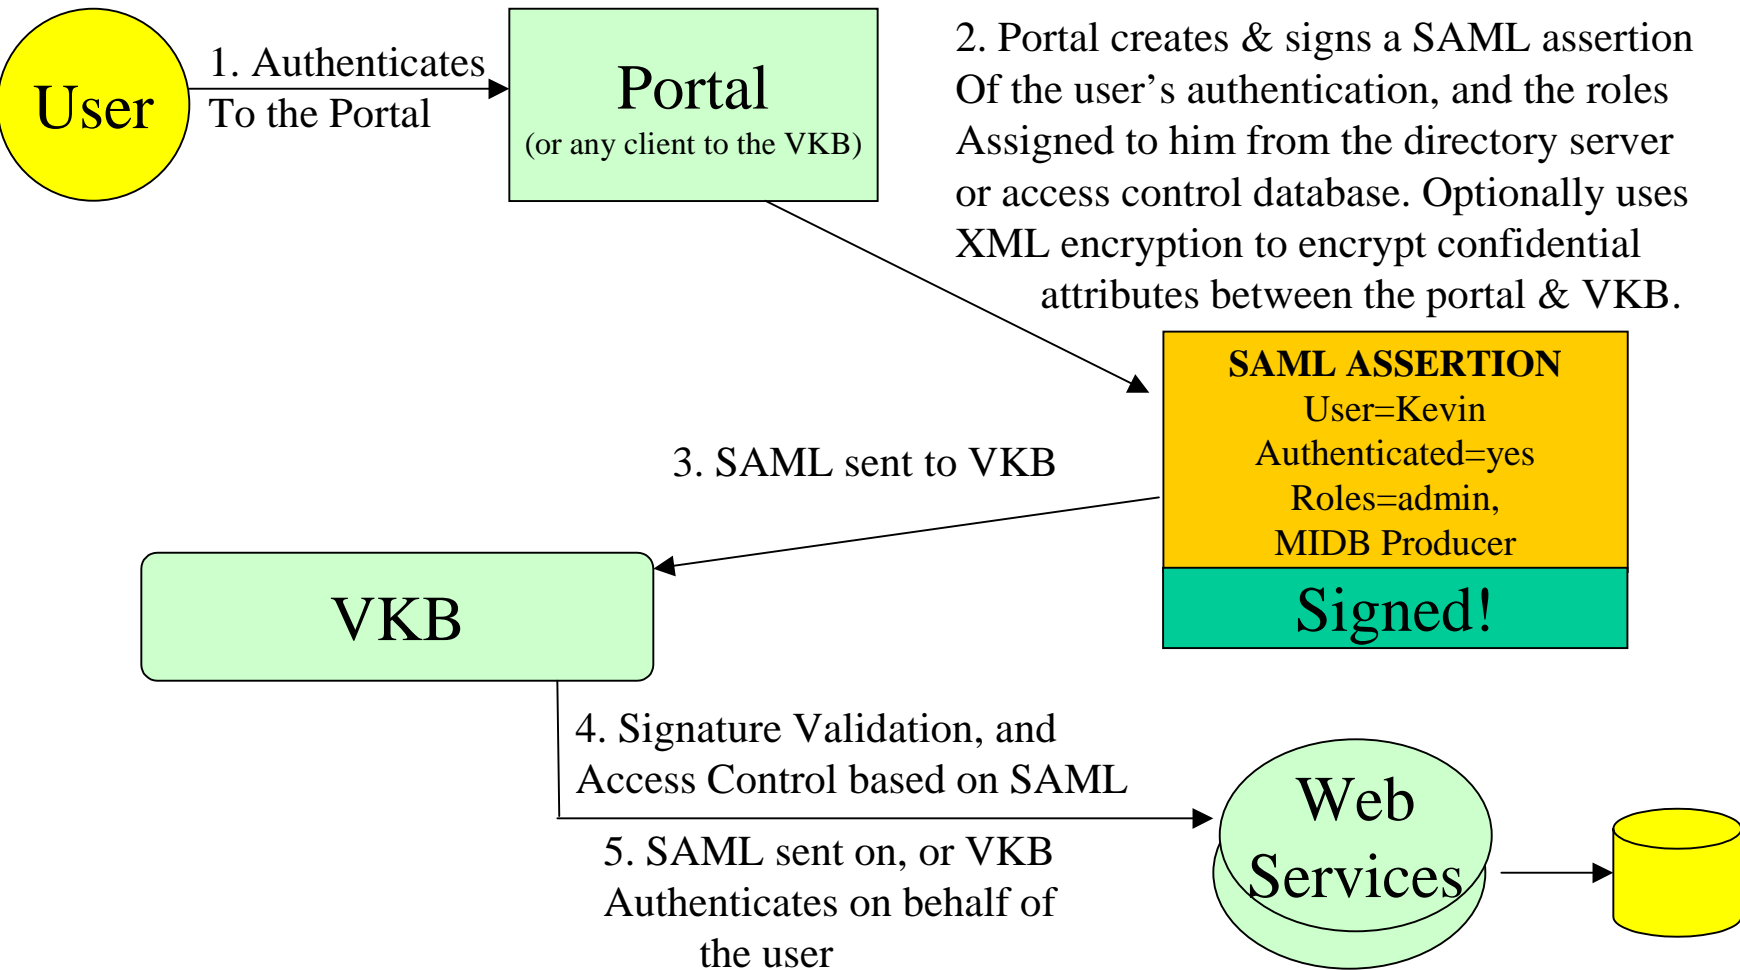 User
1. Authenticates
To the Portal
Portal
(or any client to the VKB)
2. Portal creates & signs a SAML assertion
Of the user’s authentication, and the roles
Assigned to him from the directory server
or access control database. Optionally uses
XML encryption to encrypt confidential
attributes between the portal & VKB.
SAML ASSERTION
User=Kevin
Authenticated=yes
Roles=admin,
MIDB Producer
Signed!
3. SAML sent to VKB
VKB
4. Signature Validation, and
Access Control based on SAML
5. SAML sent on, or VKB
Authenticates on behalf of
the user
Web
Services